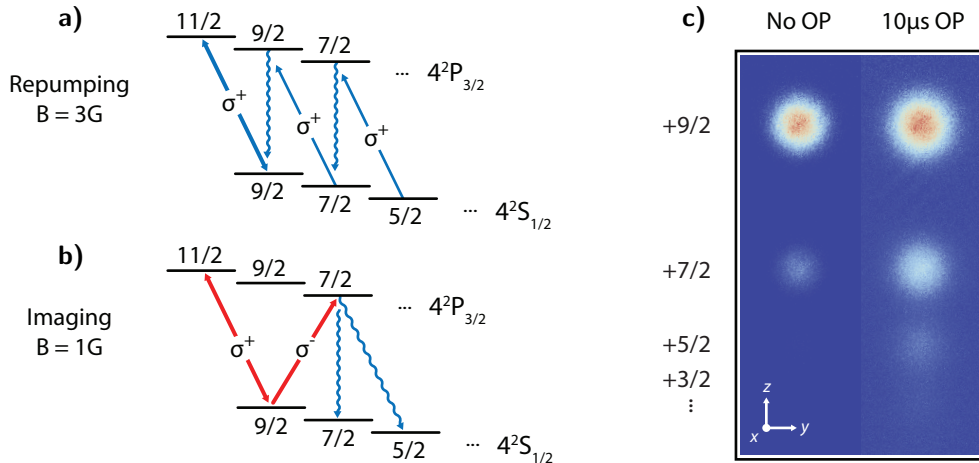 a)
11/2
9/2
7/2
... 4²P₃/₂
Repumping
B = 3G
σ⁺
σ⁺
σ⁺
9/2
7/2
5/2
... 4²S₁/₂
b)
11/2
9/2
7/2
... 4²P₃/₂
Imaging
B = 1G
σ⁺
σ⁻
9/2
7/2
5/2
... 4²S₁/₂
c)
No OP 10µs OP
+9/2
+7/2
+5/2
+3/2
⋮
z
x
y